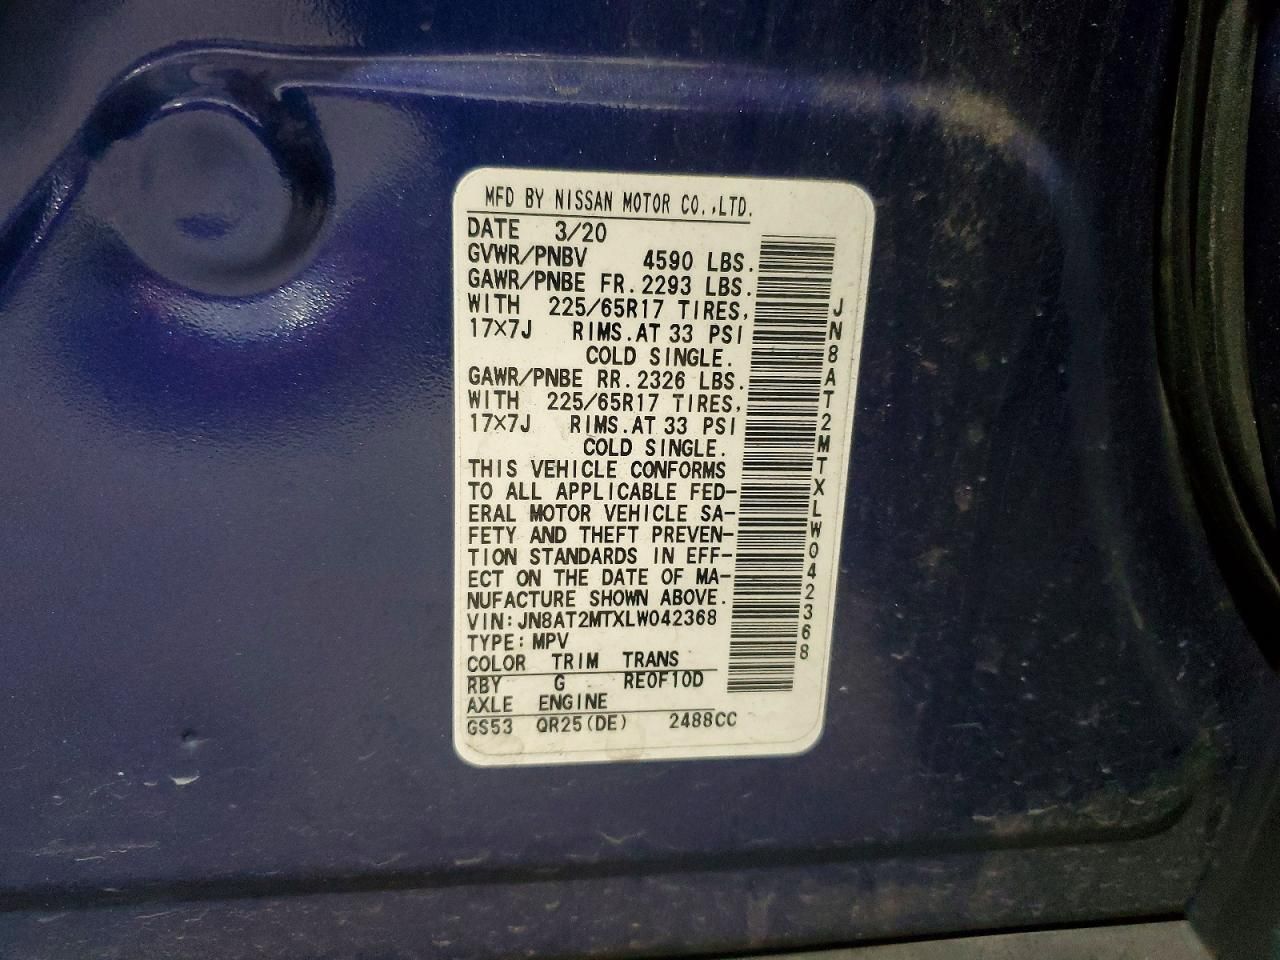 MFD BY NISSAN MOTOR CO.,LTD.
DATE 3/20
GVWR/PNBV 4590 LBS.
GAWR/PNBE FR. 2293 LBS.
WITH 225/65R17 TIRES,
17×7J RIMS. AT 33 PSI
COLD SINGLE.
GAWR/PNBE RR. 2326 LBS.
WITH 225/65R17 TIRES,
17×7J RIMS. AT 33 PSI
COLD SINGLE.
THIS VEHICLE CONFORMS
TO ALL APPLICABLE FED-
ERAL MOTOR VEHICLE SA-
FETY AND THEFT PREVEN-
TION STANDARDS IN EFF-
ECT ON THE DATE OF MA-
NUFACTURE SHOWN ABOVE.
VIN: JN8AT2MTXLW042368
TYPE: MPV
COLOR TRIM TRANS
RBY G RE0F10D
AXLE ENGINE
GS53 QR25(DE) 2488CC
JN8AT2MTXLW042368